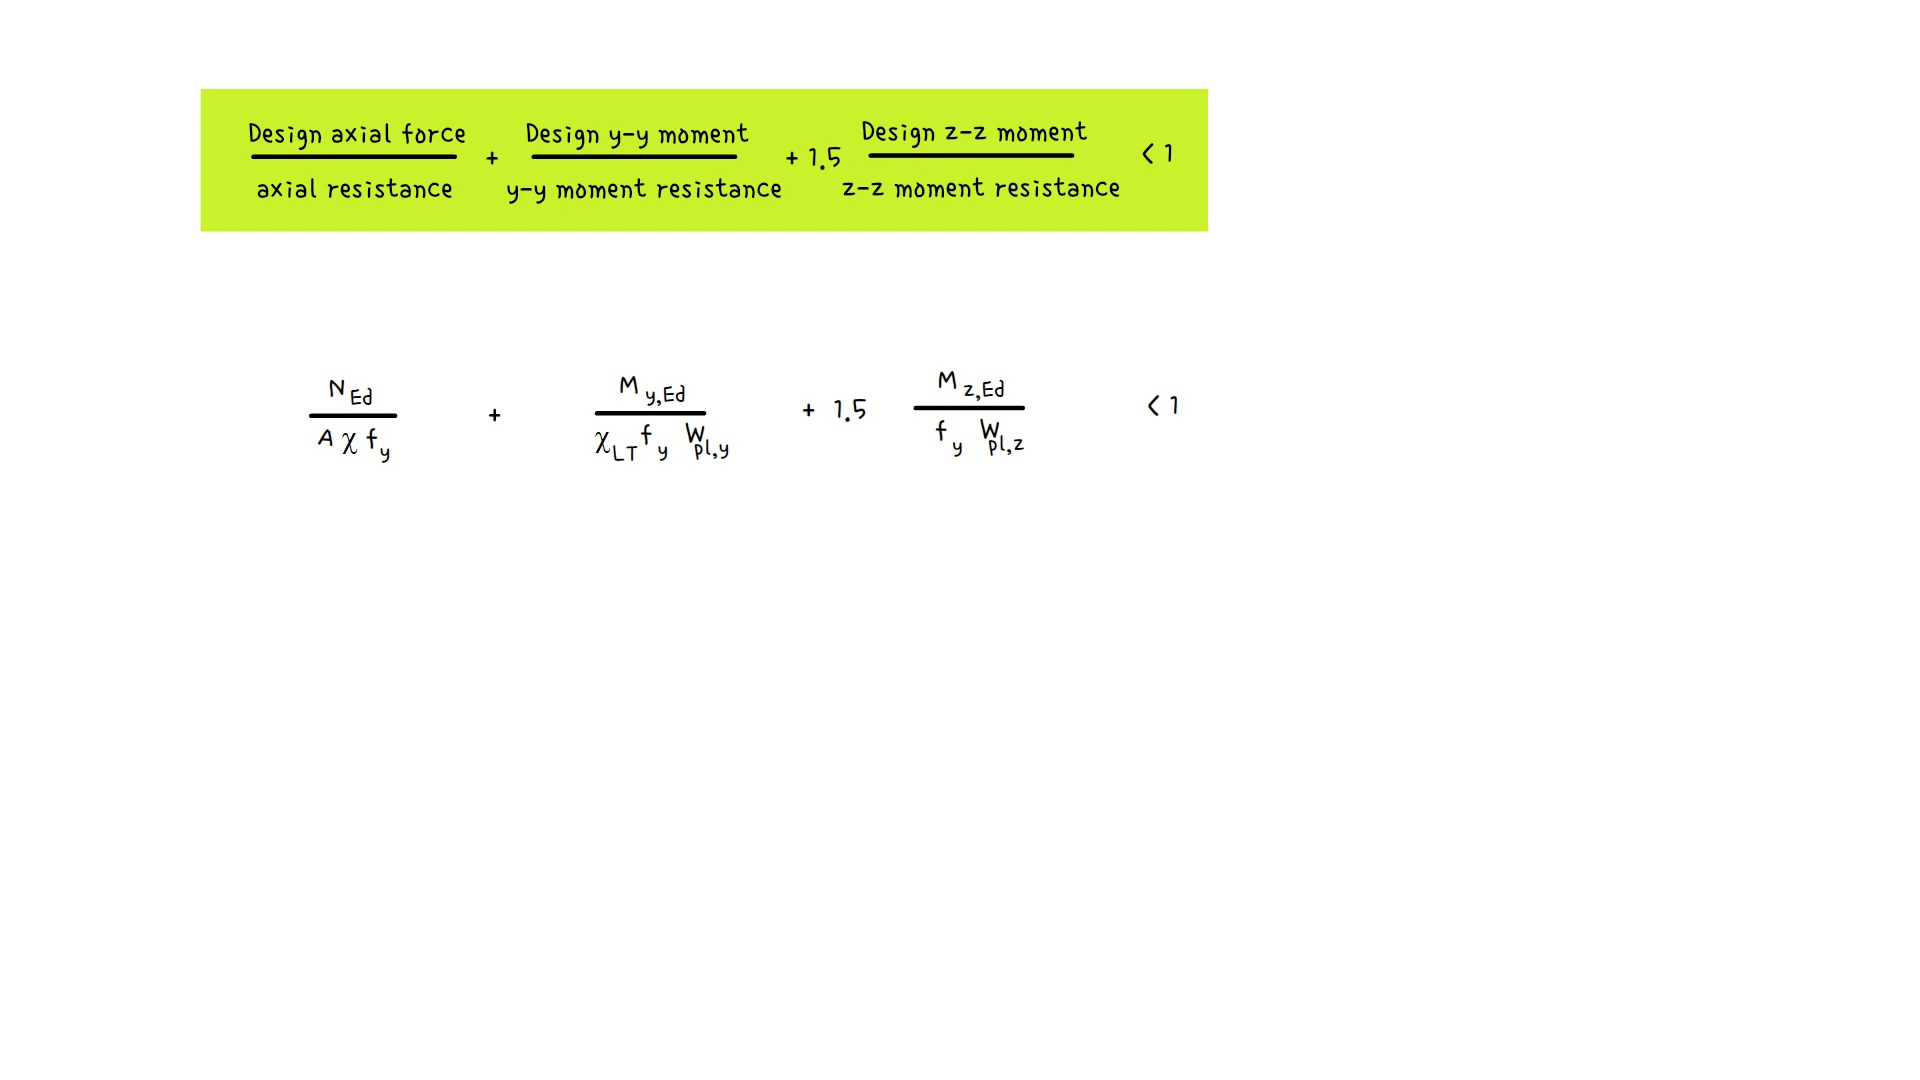 Design axial force Design y-y moment Design z-z moment
+ + 1.5 < 1
axial resistance y-y moment resistance z-z moment resistance
N Ed M y,Ed M z,Ed
+ + 1.5 < 1
A χ f y χ LT f y W pl,y f y W pl,z